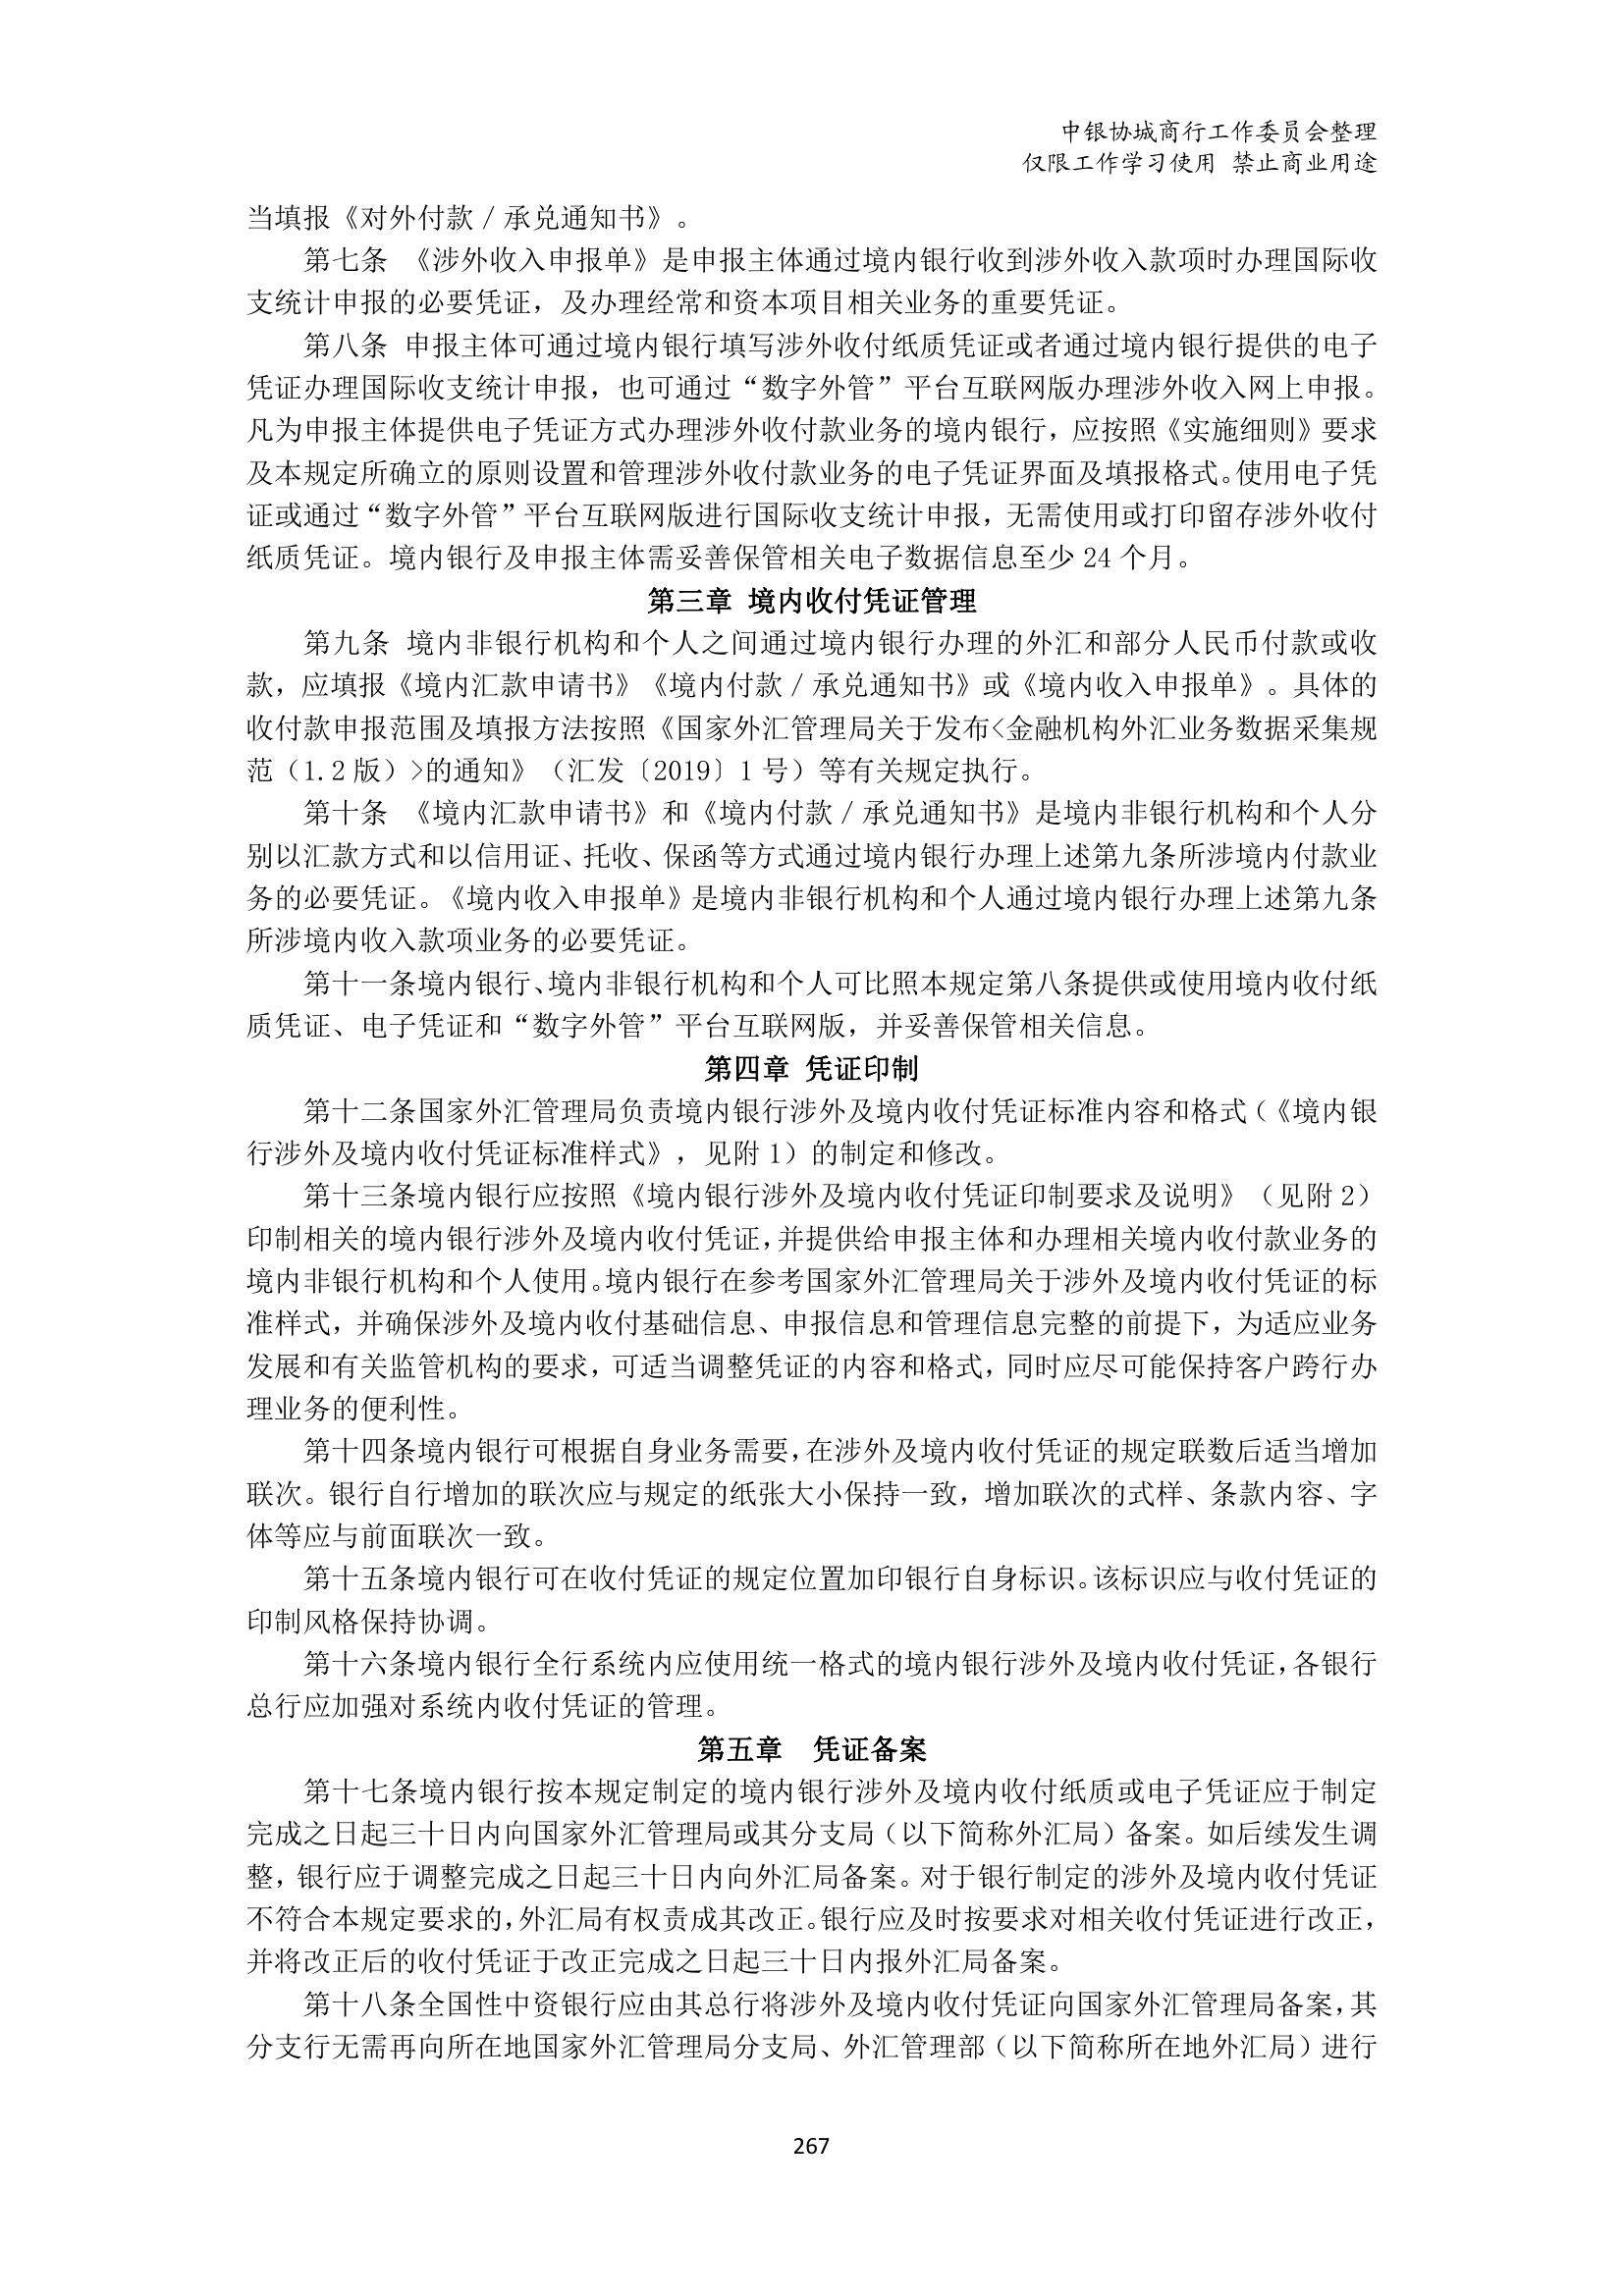 中银协城商行工作委员会整理
仅限工作学习使用 禁止商业用途
当填报《对外付款／承兑通知书》。
第七条 《涉外收入申报单》是申报主体通过境内银行收到涉外收入款项时办理国际收
支统计申报的必要凭证，及办理经常和资本项目相关业务的重要凭证。
第八条 申报主体可通过境内银行填写涉外收付纸质凭证或者通过境内银行提供的电子
凭证办理国际收支统计申报，也可通过“数字外管”平台互联网版办理涉外收入网上申报。
凡为申报主体提供电子凭证方式办理涉外收付款业务的境内银行，应按照《实施细则》要求
及本规定所确立的原则设置和管理涉外收付款业务的电子凭证界面及填报格式。使用电子凭
证或通过“数字外管”平台互联网版进行国际收支统计申报，无需使用或打印留存涉外收付
纸质凭证。境内银行及申报主体需妥善保管相关电子数据信息至少 24 个月。
第三章 境内收付凭证管理
第九条 境内非银行机构和个人之间通过境内银行办理的外汇和部分人民币付款或收
款，应填报《境内汇款申请书》《境内付款／承兑通知书》或《境内收入申报单》。具体的
收付款申报范围及填报方法按照《国家外汇管理局关于发布<金融机构外汇业务数据采集规
范（1.2 版）>的通知》（汇发〔2019〕1 号）等有关规定执行。
第十条 《境内汇款申请书》和《境内付款／承兑通知书》是境内非银行机构和个人分
别以汇款方式和以信用证、托收、保函等方式通过境内银行办理上述第九条所涉境内付款业
务的必要凭证。《境内收入申报单》是境内非银行机构和个人通过境内银行办理上述第九条
所涉境内收入款项业务的必要凭证。
第十一条境内银行、境内非银行机构和个人可比照本规定第八条提供或使用境内收付纸
质凭证、电子凭证和“数字外管”平台互联网版，并妥善保管相关信息。
第四章 凭证印制
第十二条国家外汇管理局负责境内银行涉外及境内收付凭证标准内容和格式（《境内银
行涉外及境内收付凭证标准样式》，见附 1）的制定和修改。
第十三条境内银行应按照《境内银行涉外及境内收付凭证印制要求及说明》（见附 2）
印制相关的境内银行涉外及境内收付凭证，并提供给申报主体和办理相关境内收付款业务的
境内非银行机构和个人使用。境内银行在参考国家外汇管理局关于涉外及境内收付凭证的标
准样式，并确保涉外及境内收付基础信息、申报信息和管理信息完整的前提下，为适应业务
发展和有关监管机构的要求，可适当调整凭证的内容和格式，同时应尽可能保持客户跨行办
理业务的便利性。
第十四条境内银行可根据自身业务需要，在涉外及境内收付凭证的规定联数后适当增加
联次。银行自行增加的联次应与规定的纸张大小保持一致，增加联次的式样、条款内容、字
体等应与前面联次一致。
第十五条境内银行可在收付凭证的规定位置加印银行自身标识。该标识应与收付凭证的
印制风格保持协调。
第十六条境内银行全行系统内应使用统一格式的境内银行涉外及境内收付凭证，各银行
总行应加强对系统内收付凭证的管理。
第五章　凭证备案
第十七条境内银行按本规定制定的境内银行涉外及境内收付纸质或电子凭证应于制定
完成之日起三十日内向国家外汇管理局或其分支局（以下简称外汇局）备案。如后续发生调
整，银行应于调整完成之日起三十日内向外汇局备案。对于银行制定的涉外及境内收付凭证
不符合本规定要求的，外汇局有权责成其改正。银行应及时按要求对相关收付凭证进行改正，
并将改正后的收付凭证于改正完成之日起三十日内报外汇局备案。
第十八条全国性中资银行应由其总行将涉外及境内收付凭证向国家外汇管理局备案，其
分支行无需再向所在地国家外汇管理局分支局、外汇管理部（以下简称所在地外汇局）进行
267